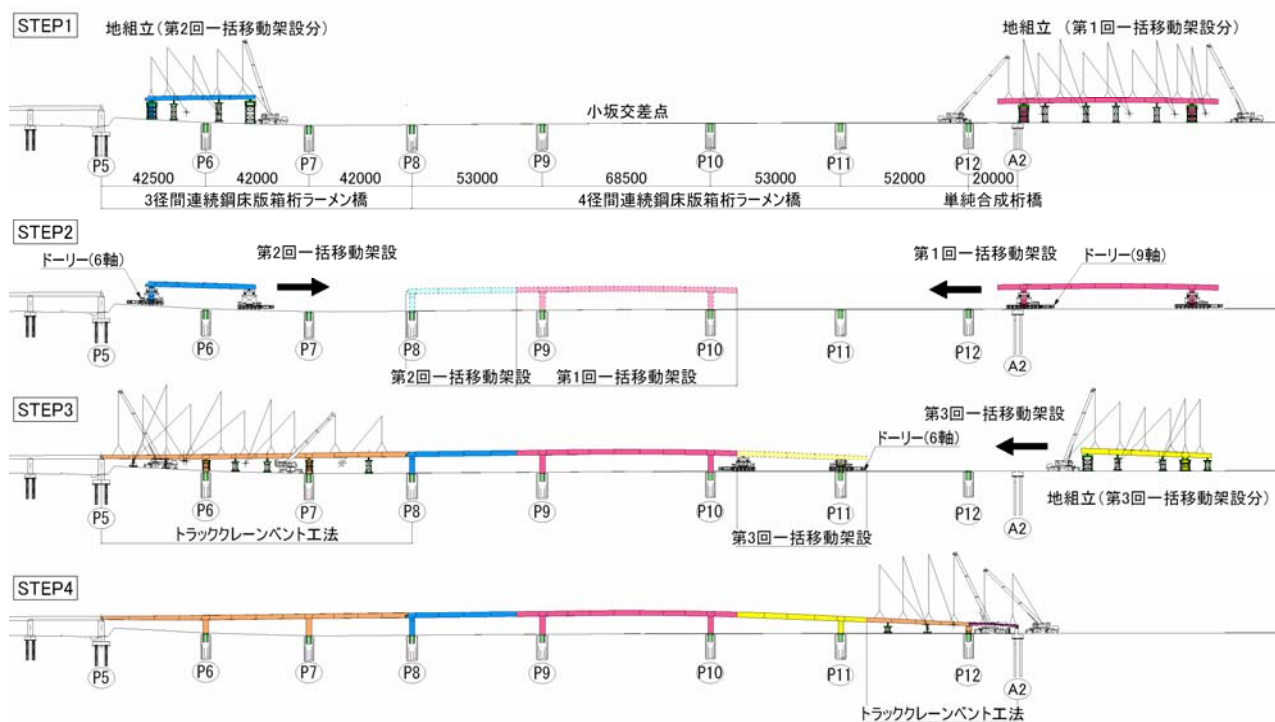 STEP1
地組立(第2回一括移動架設分)
地組立 (第1回一括移動架設分)
小坂交差点
P5
P6
P7
P8
P9
P10
P11
P12
A2
42500
42000
42000
53000
68500
53000
52000
20000
3径間連続鋼床版箱桁ラーメン橋
4径間連続鋼床版箱桁ラーメン橋
単純合成桁橋
STEP2
ドーリー(6軸)
第2回一括移動架設
第1回一括移動架設
ドーリー(9軸)
P5
P6
P7
P8
P9
P10
P11
P12
A2
第2回一括移動架設
第1回一括移動架設
STEP3
第3回一括移動架設
ドーリー(6軸)
P5
P6
P7
P8
P9
P10
P11
P12
A2
地組立(第3回一括移動架設分)
トラッククレーンベント工法
第3回一括移動架設
STEP4
P5
P6
P7
P8
P9
P10
P11
P12
A2
トラッククレーンベント工法